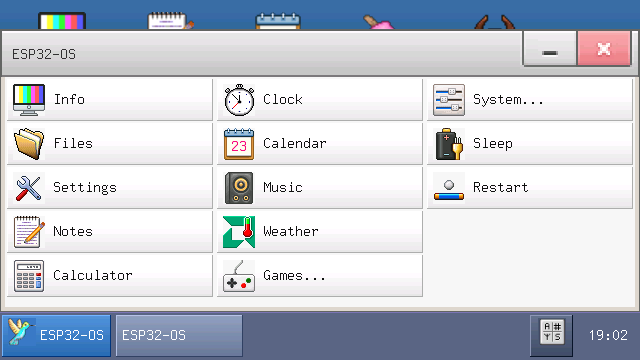 ESP32-OS
Info
Clock
System...
Files
23
Calendar
Sleep
Settings
Music
Restart
Notes
Weather
Calculator
Games...
ESP32-OS
ESP32-OS
A#
TS
19:02